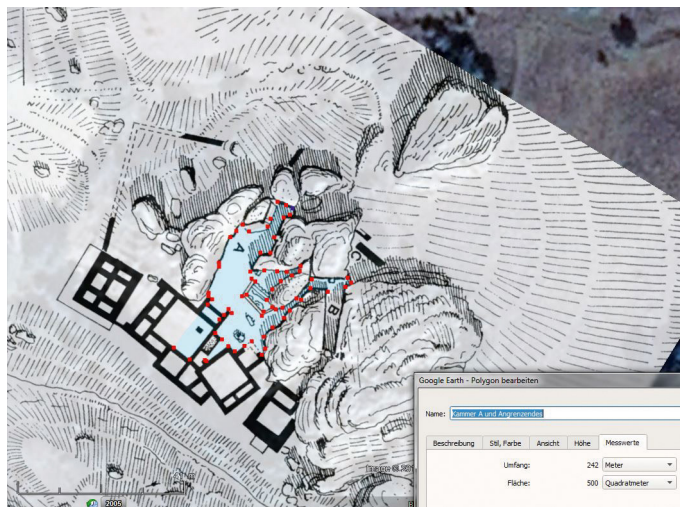 A
C
B
Google Earth - Polygon bearbeiten
Name: Kammer A und Angrenzendes
Beschreibung Stil, Farbe Ansicht Höhe Messwerte
Umfang: 242 Meter
Fläche: 500 Quadratmeter
Image ©
2005